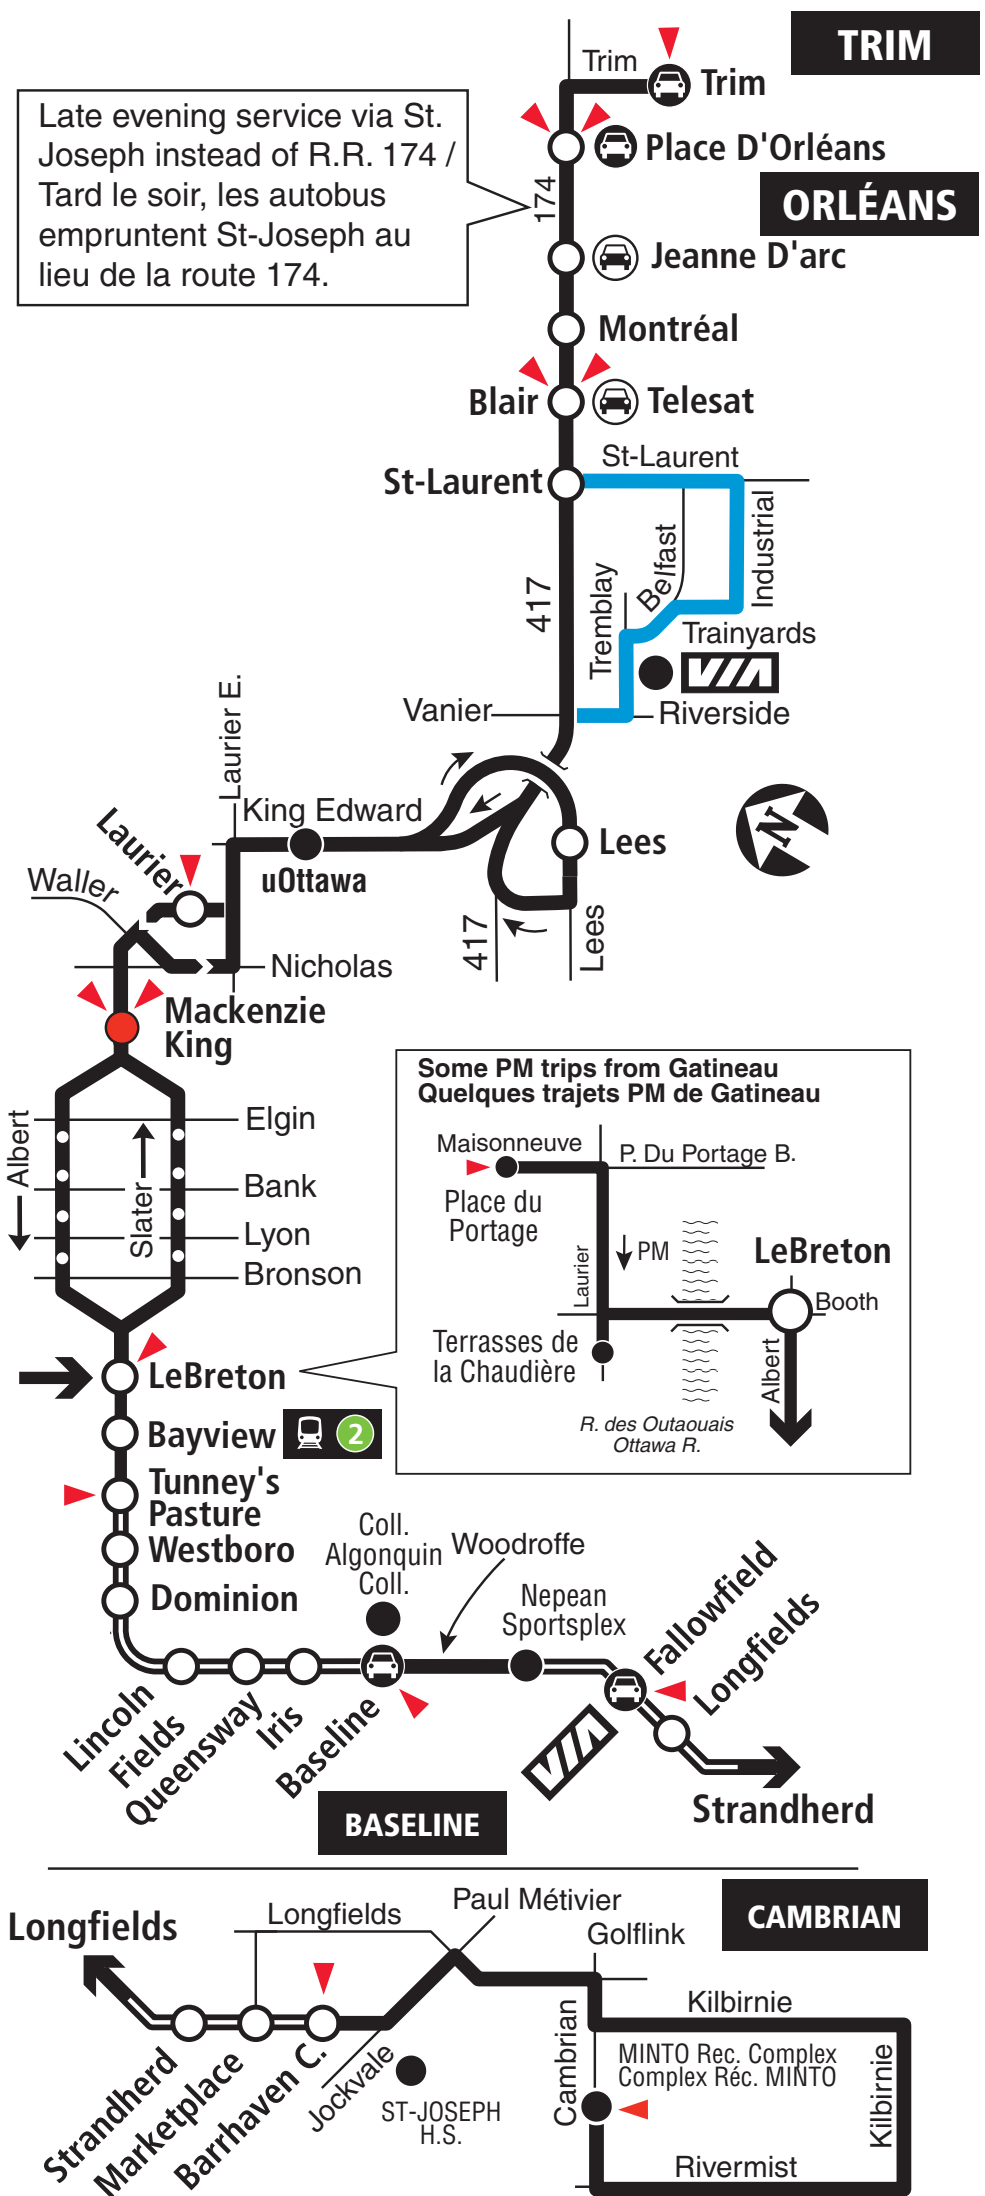 TRIM
Trim
Trim
Late evening service via St.
Joseph instead of R.R. 174 /
Tard le soir, les autobus
empruntent St-Joseph au
lieu de la route 174.
Place D'Orléans
174
ORLÉANS
Jeanne D'arc
Montréal
Blair
Telesat
St-Laurent
St-Laurent
Industrial
Belfast
417
Tremblay
Trainyards
VIA
Vanier
Riverside
Laurier E.
King Edward
N
Laurier
Lees
uOttawa
Waller
417
Lees
Nicholas
Mackenzie
King
Albert
Slater
Elgin
Bank
Lyon
Bronson
Some PM trips from Gatineau
Quelques trajets PM de Gatineau
Maisonneuve
P. Du Portage B.
Place du
Portage
Laurier
PM
LeBreton
Booth
Terrasses de
la Chaudière
Albert
R. des Outaouais
Ottawa R.
LeBreton
Bayview
2
Tunney's
Pasture
Westboro
Dominion
Coll.
Algonquin
Coll.
Woodroffe
Nepean
Sportsplex
Fallowfield
Longfields
Lincoln
Fields
Queensway
Iris
Baseline
VIA
Strandherd
BASELINE
Longfields
Longfields
Paul Métivier
CAMBRIAN
Golflink
Kilbirnie
Strandherd
Marketplace
Barrhaven C.
Jockvale
ST-JOSEPH
H.S.
Cambrian
MINTO Rec. Complex
Complex Réc. MINTO
Kilbirnie
Rivermist